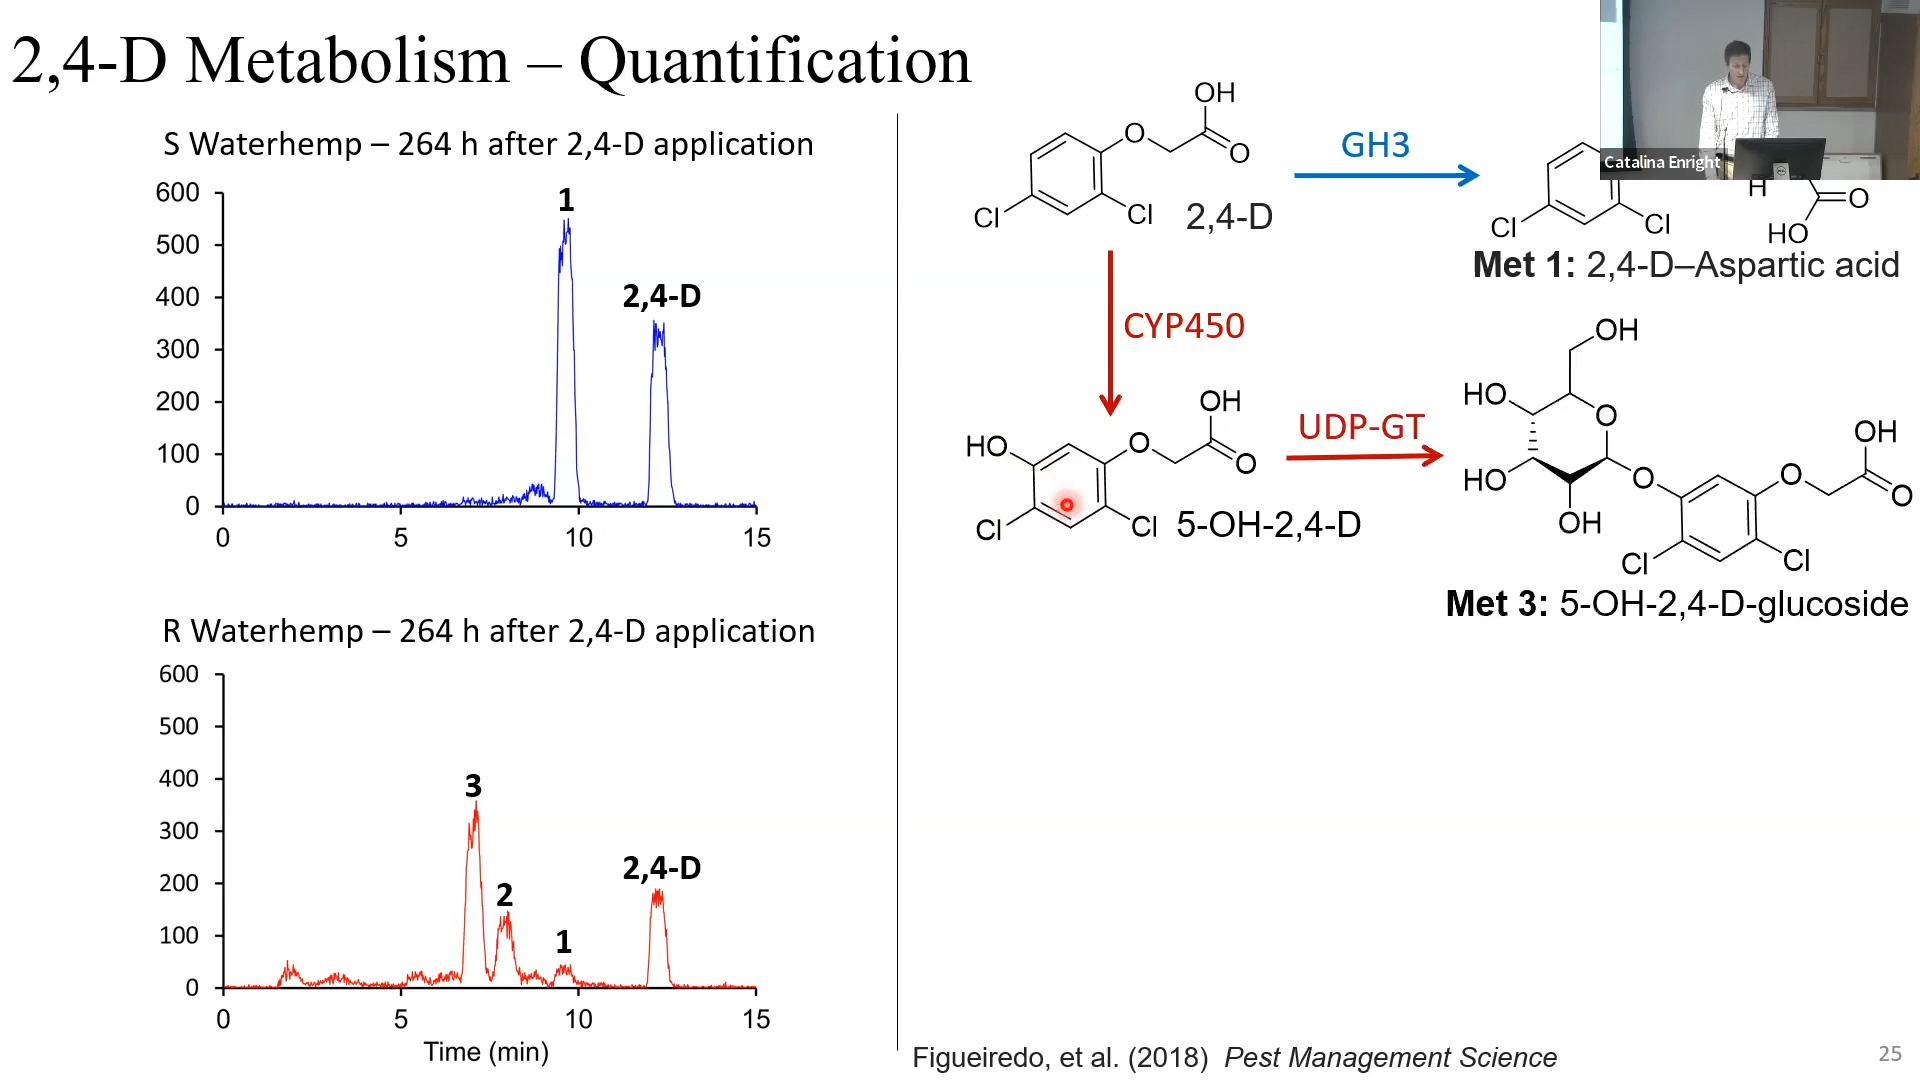 2,4-D Metabolism – Quantification
S Waterhemp – 264 h after 2,4-D application
600
500
400
300
200
100
0
0
5
10
15
1
2,4-D
R Waterhemp – 264 h after 2,4-D application
600
500
400
300
200
100
0
0
5
10
15
3
2
1
2,4-D
Time (min)
OH
O
O
Cl
Cl
2,4-D
GH3
Catalina Enright
H
O
Cl
Cl
HO
Met 1: 2,4-D–Aspartic acid
CYP450
HO
OH
O
O
Cl
Cl
5-OH-2,4-D
UDP-GT
OH
HO
O
HO
OH
O
O
OH
O
Cl
Cl
Met 3: 5-OH-2,4-D-glucoside
Figueiredo, et al. (2018) Pest Management Science
25